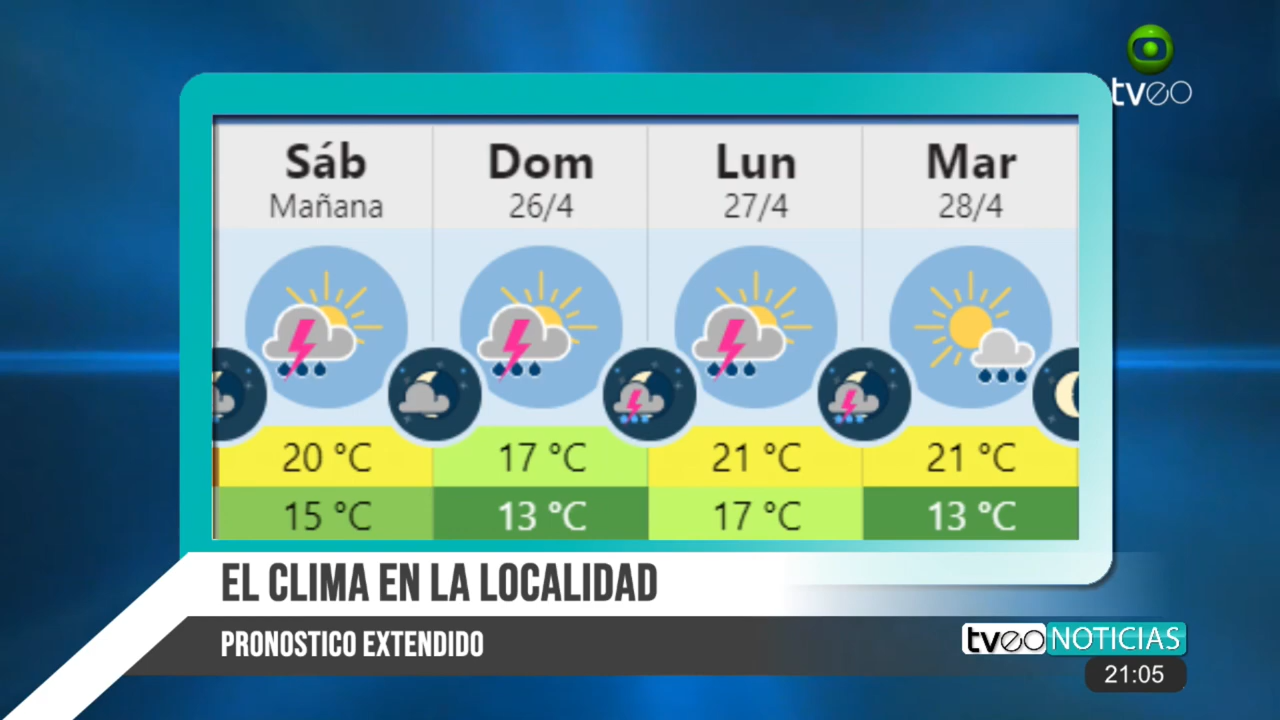 tveo
Sáb Dom Lun Mar
Mañana 26/4 27/4 28/4
20 °C 17 °C 21 °C 21 °C
15 °C 13 °C 17 °C 13 °C
EL CLIMA EN LA LOCALIDAD
PRONOSTICO EXTENDIDO
tveo NOTICIAS
21:05